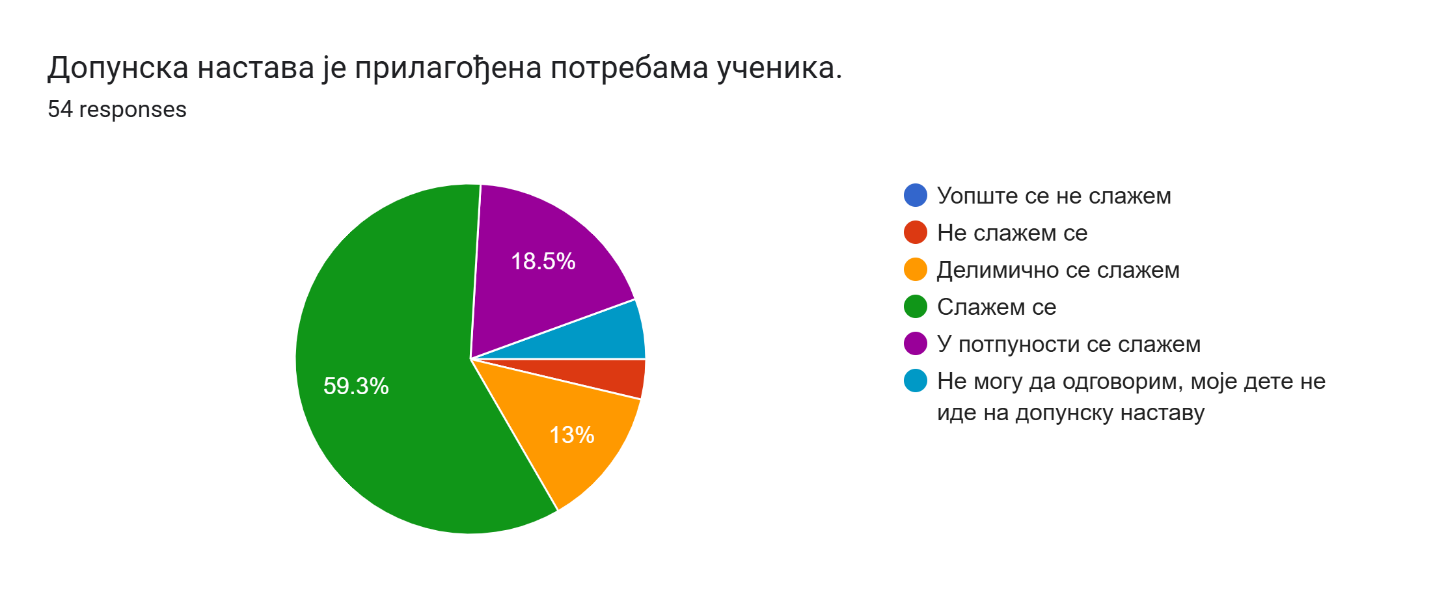 Допунска настава је прилагођена потребама ученика.
54 responses
18.5%
59.3%
13%
Уопште се не слажем
Не слажем се
Делимично се слажем
Слажем се
У потпуности се слажем
Не могу да одговорим, моје дете не
иде на допунску наставу